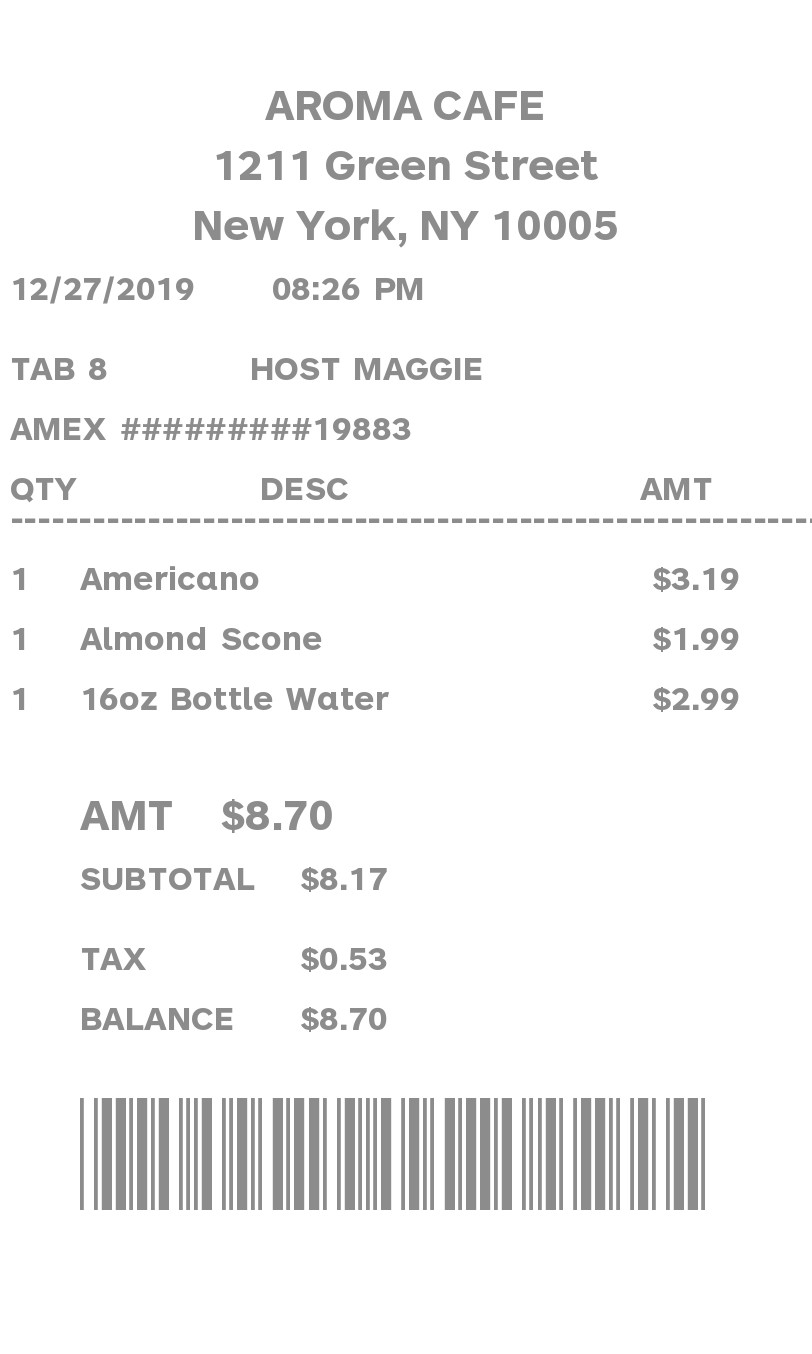 AROMA CAFE
1211 Green Street
New York, NY 10005
12/27/2019 08:26 PM
TAB 8 HOST MAGGIE
AMEX #########19883
QTY DESC AMT
-----------------------------------------------------------
1 Americano $3.19
1 Almond Scone $1.99
1 16oz Bottle Water $2.99
AMT $8.70
SUBTOTAL $8.17
TAX $0.53
BALANCE $8.70